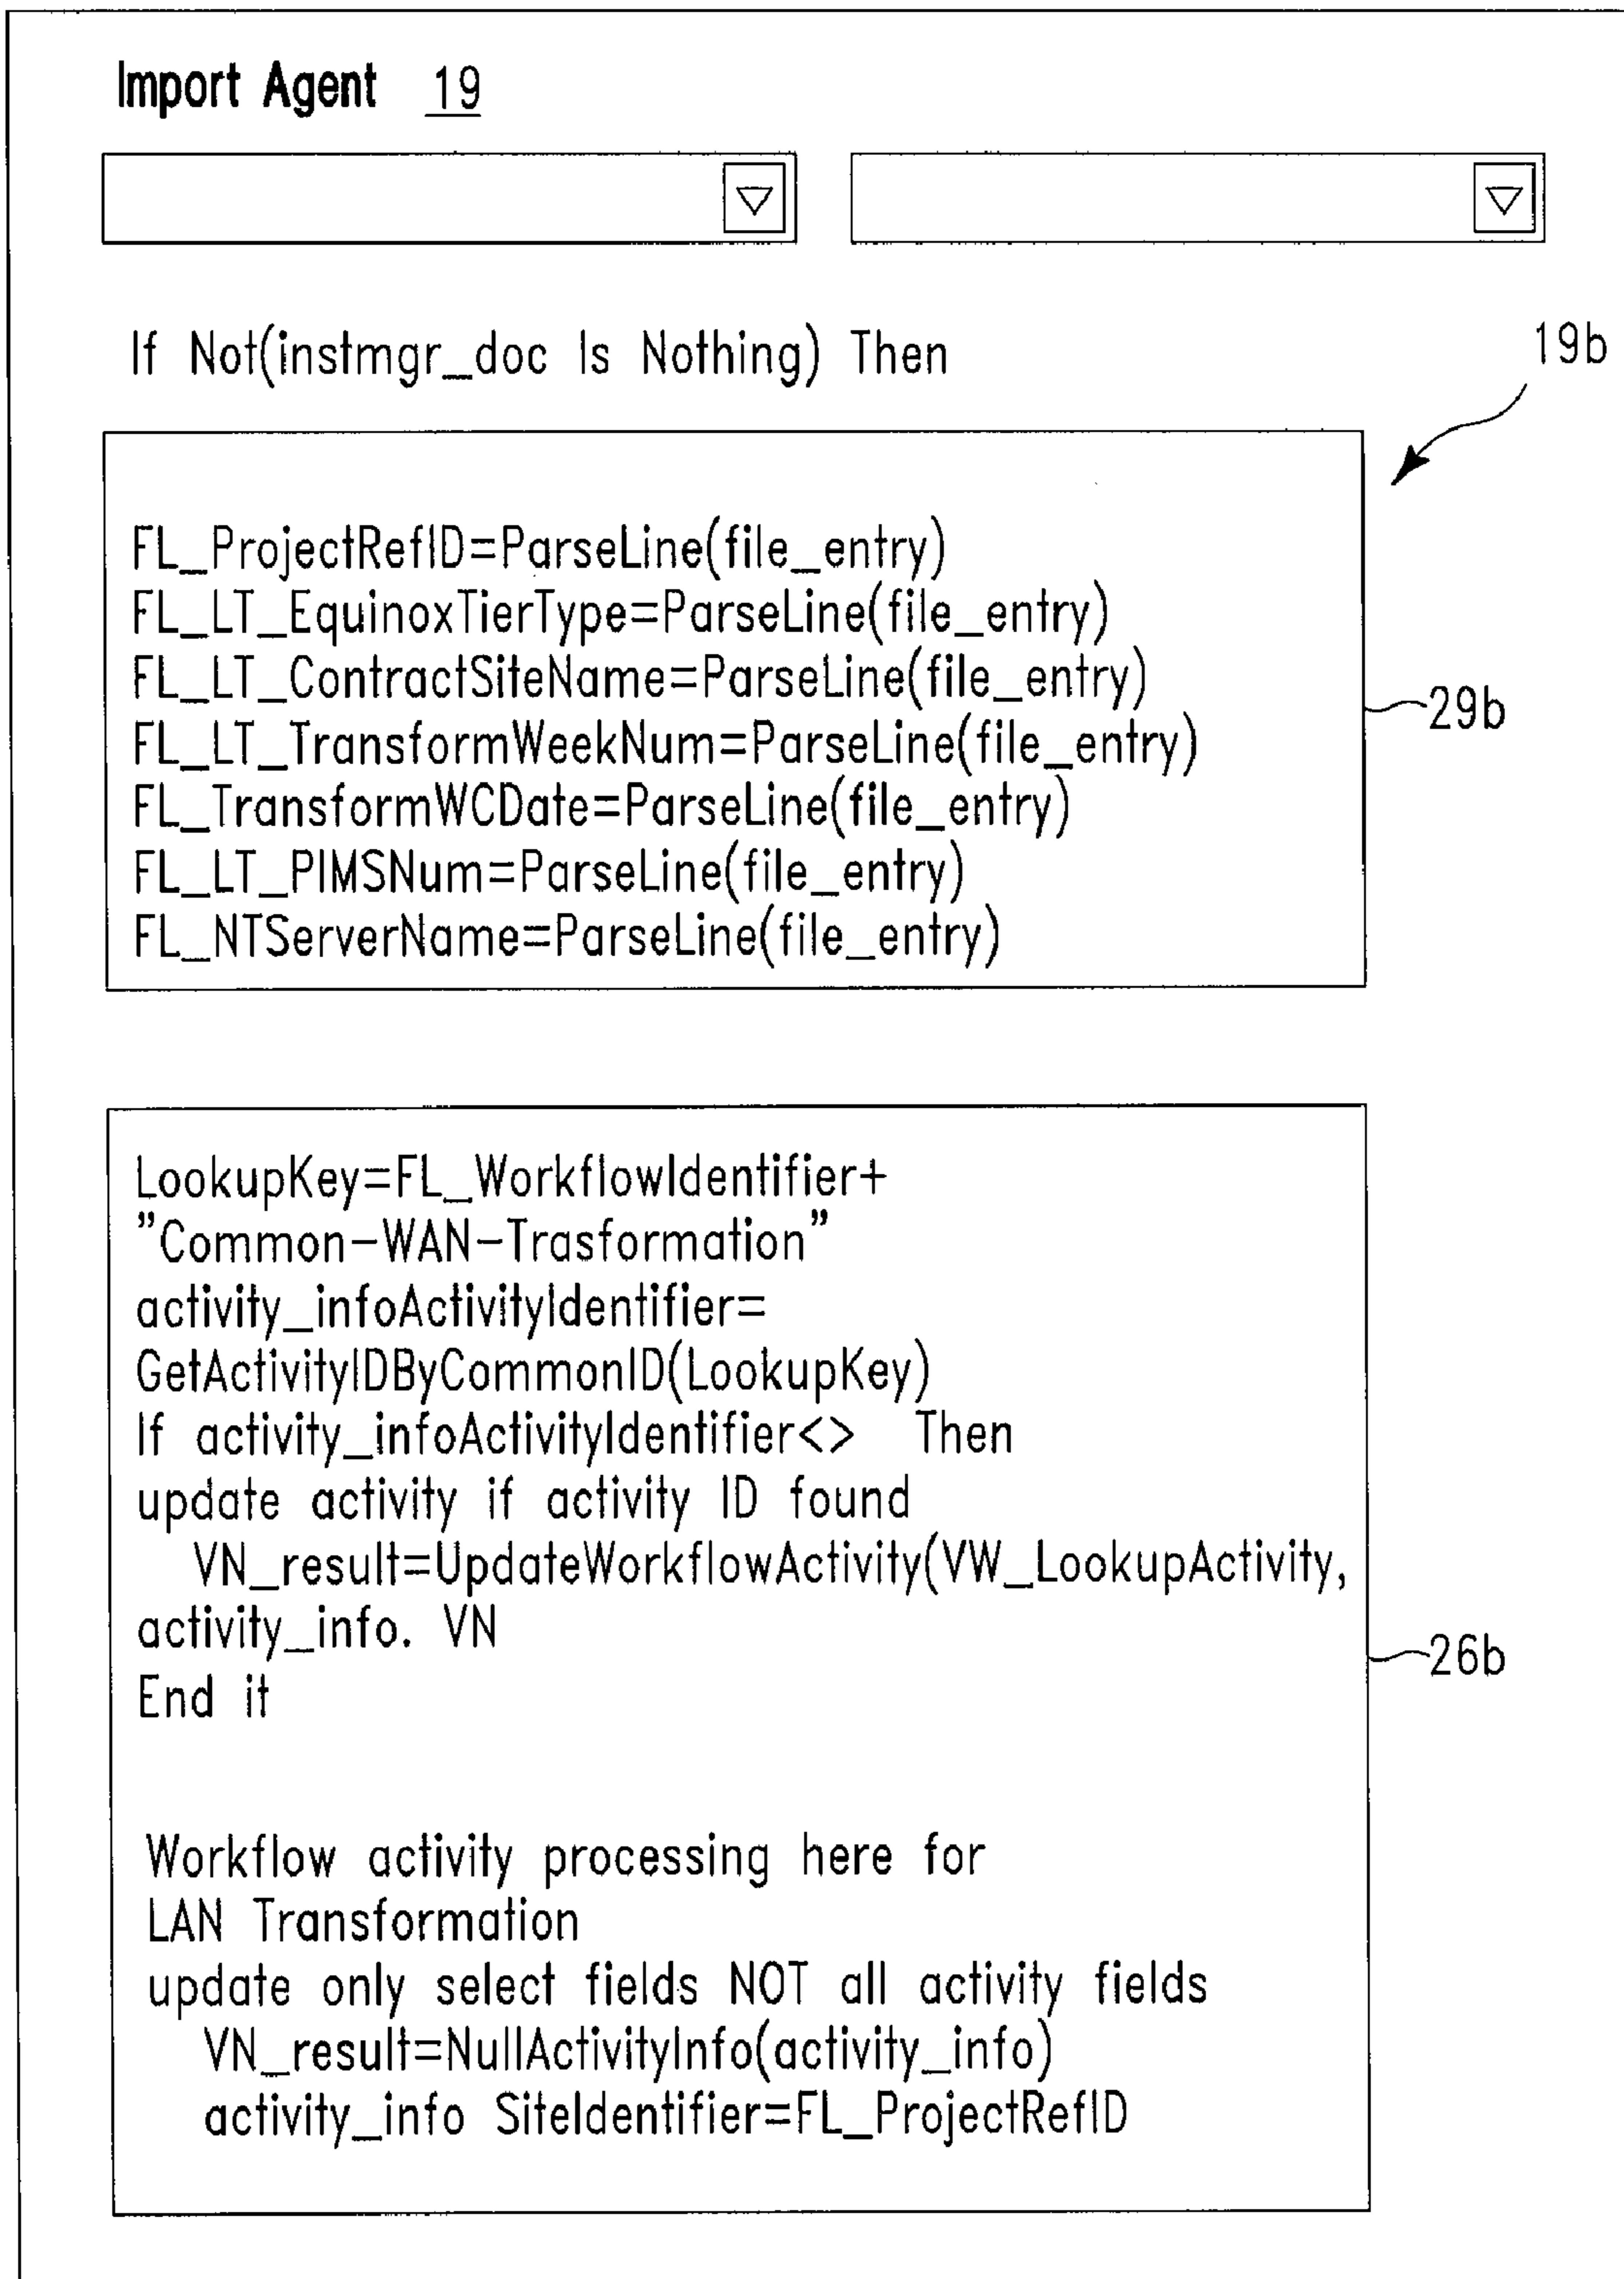 Import Agent 19
If Not(instmgr_doc Is Nothing) Then
19b
FL_ProjectRefID=ParseLine(file_entry)
FL_LT_EquinoxTierType=ParseLine(file_entry)
FL_LT_ContractSiteName=ParseLine(file_entry)
FL_LT_TransformWeekNum=ParseLine(file_entry)
FL_TransformWCDate=ParseLine(file_entry)
FL_LT_PIMSNum=ParseLine(file_entry)
FL_NTServerName=ParseLine(file_entry)
29b
LookupKey=FL_WorkflowIdentifier+
”Common-WAN-Trasformation”
activity_infoActivityIdentifier=
GetActivityIDByCommonID(LookupKey)
If activity_infoActivityIdentifier<> Then
update activity if activity ID found
VN_result=UpdateWorkflowActivity(VW_LookupActivity,
activity_info. VN
End it
26b
Workflow activity processing here for
LAN Transformation
update only select fields NOT all activity fields
VN_result=NullActivityInfo(activity_info)
activity_info SiteIdentifier=FL_ProjectRefID